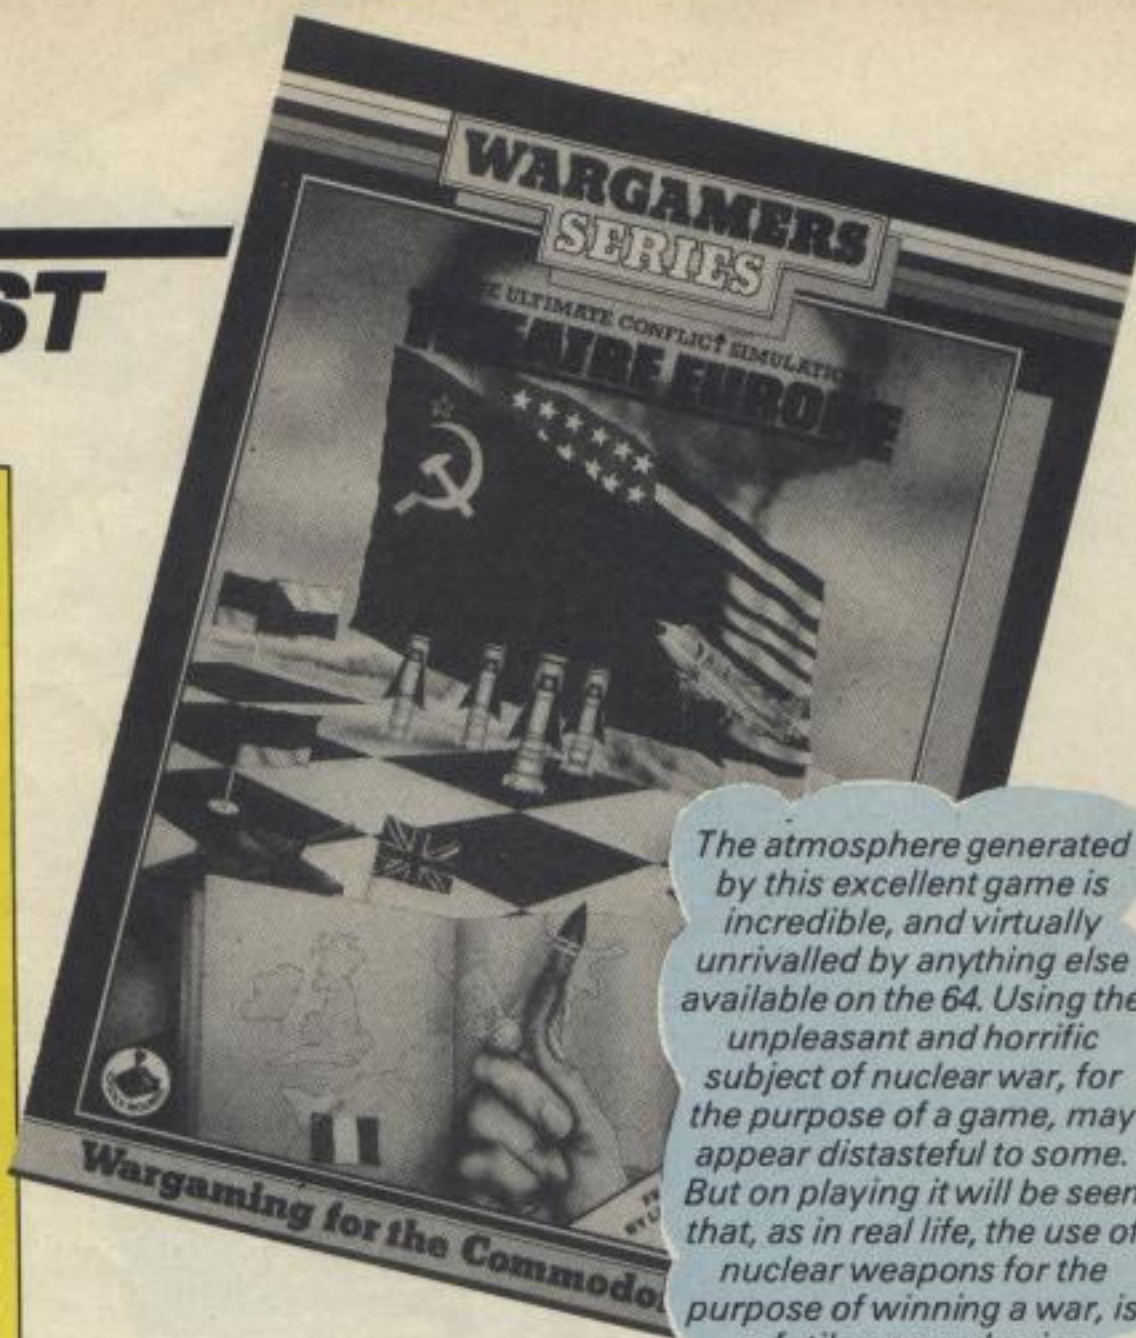 ST
WARGAMERS
SERIES
ULTIMATE CONFLICT SIMULATION
THEATRE EUROPE
Wargaming for the Commodo
The atmosphere generated
by this excellent game is
incredible, and virtually
unrivalled by anything else
available on the 64. Using the
unpleasant and horrific
subject of nuclear war, for
the purpose of a game, may
appear distasteful to some.
But on playing it will be seen
that, as in real life, the use of
nuclear weapons for the
purpose of winning a war, is